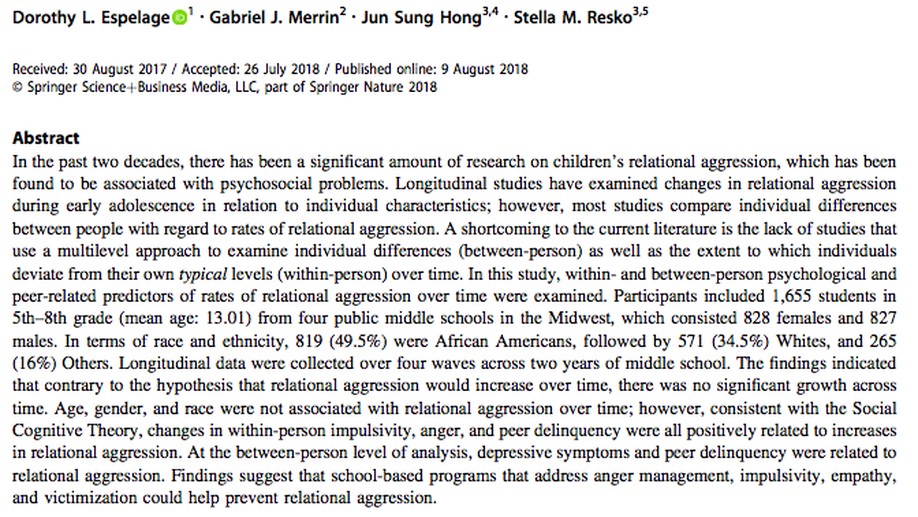 Dorothy L. Espelage 1 · Gabriel J. Merrin2 · Jun Sung Hong3,4 · Stella M. Resko3,5
Received: 30 August 2017 / Accepted: 26 July 2018 / Published online: 9 August 2018
© Springer Science+Business Media, LLC, part of Springer Nature 2018
Abstract
In the past two decades, there has been a significant amount of research on children's relational aggression, which has been
found to be associated with psychosocial problems. Longitudinal studies have examined changes in relational aggression
during early adolescence in relation to individual characteristics; however, most studies compare individual differences
between people with regard to rates of relational aggression. A shortcoming to the current literature is the lack of studies that
use a multilevel approach to examine individual differences (between-person) as well as the extent to which individuals
deviate from their own typical levels (within-person) over time. In this study, within- and between-person psychological and
peer-related predictors of rates of relational aggression over time were examined. Participants included 1,655 students in
5th–8th grade (mean age: 13.01) from four public middle schools in the Midwest, which consisted 828 females and 827
males. In terms of race and ethnicity, 819 (49.5%) were African Americans, followed by 571 (34.5%) Whites, and 265
(16%) Others. Longitudinal data were collected over four waves across two years of middle school. The findings indicated
that contrary to the hypothesis that relational aggression would increase over time, there was no significant growth across
time. Age, gender, and race were not associated with relational aggression over time; however, consistent with the Social
Cognitive Theory, changes in within-person impulsivity, anger, and peer delinquency were all positively related to increases
in relational aggression. At the between-person level of analysis, depressive symptoms and peer delinquency were related to
relational aggression. Findings suggest that school-based programs that address anger management, impulsivity, empathy,
and victimization could help prevent relational aggression.